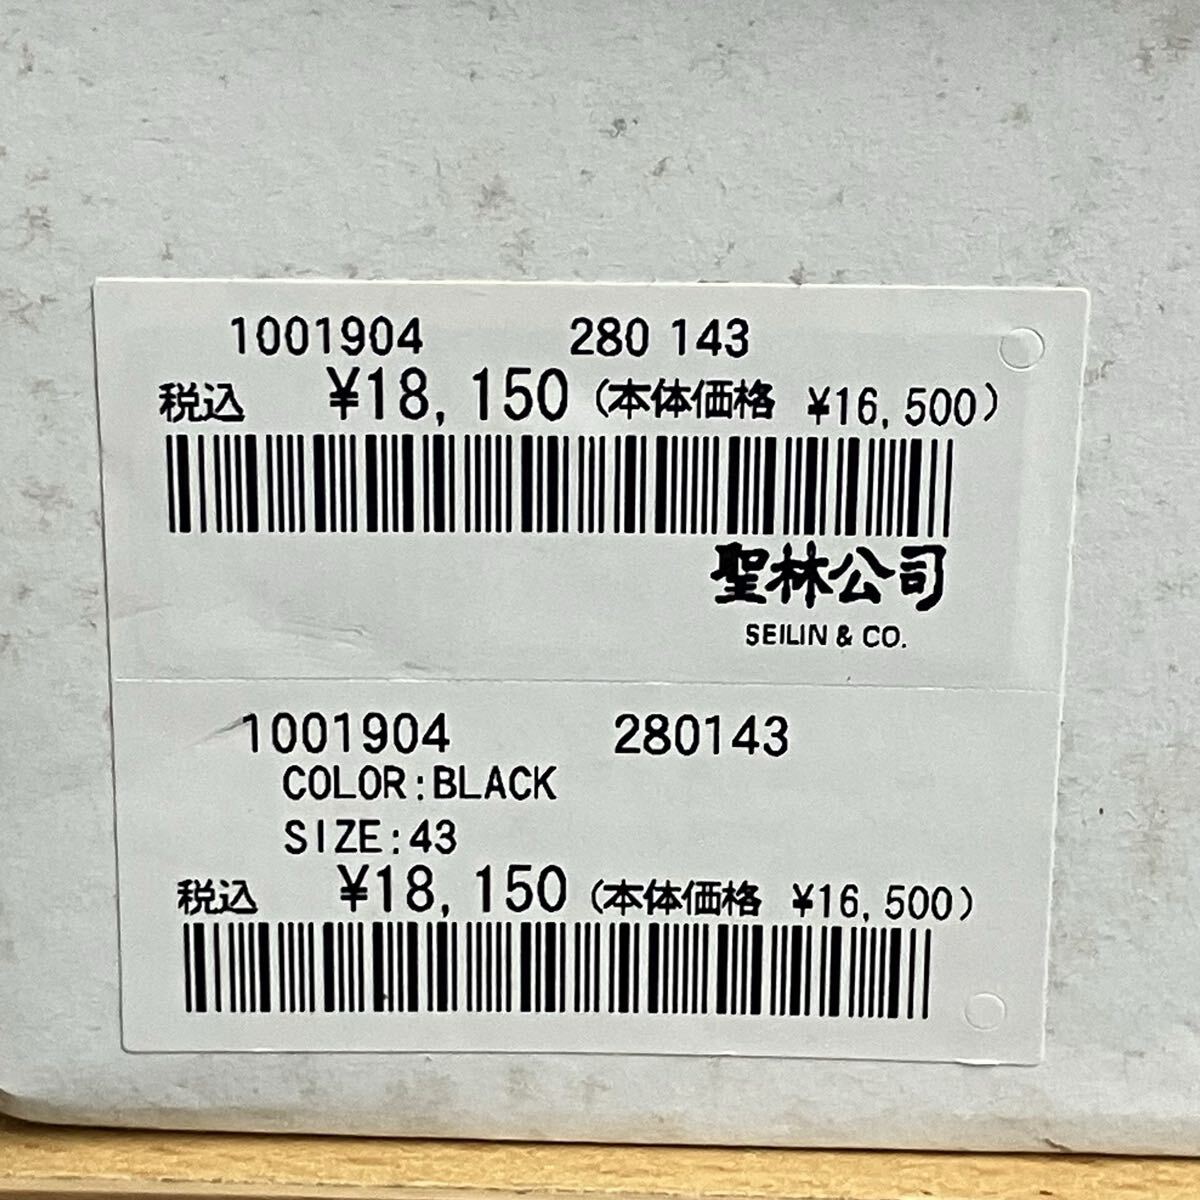 1001904 280 143
税込 ¥18,150 (本体価格 ¥16,500)
聖林公司
SEILIN & CO.
1001904 280143
COLOR:BLACK
SIZE:43
税込 ¥18,150 (本体価格 ¥16,500)